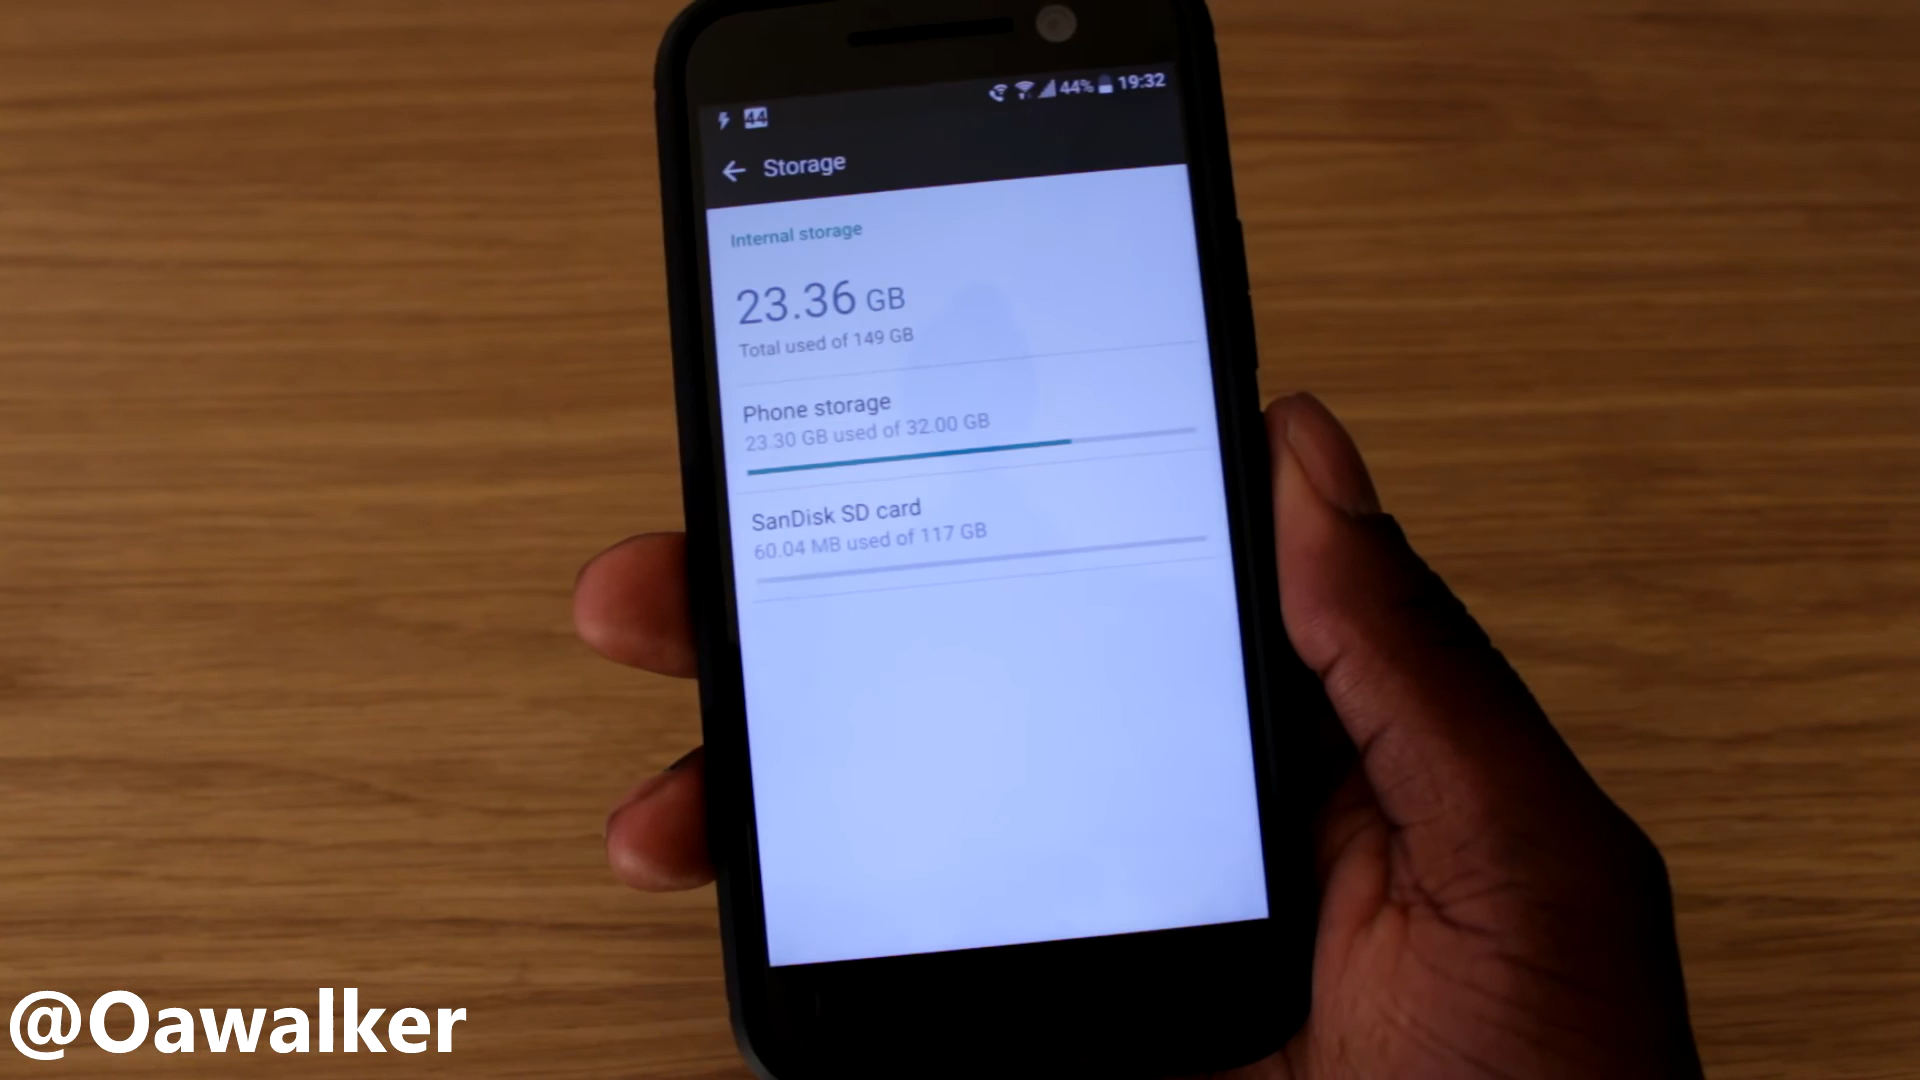 44 44% 19:32
Storage
Internal storage
23.36 GB
Total used of 149 GB
Phone storage
23.30 GB used of 32.00 GB
SanDisk SD card
60.04 MB used of 117 GB
@Oawalker